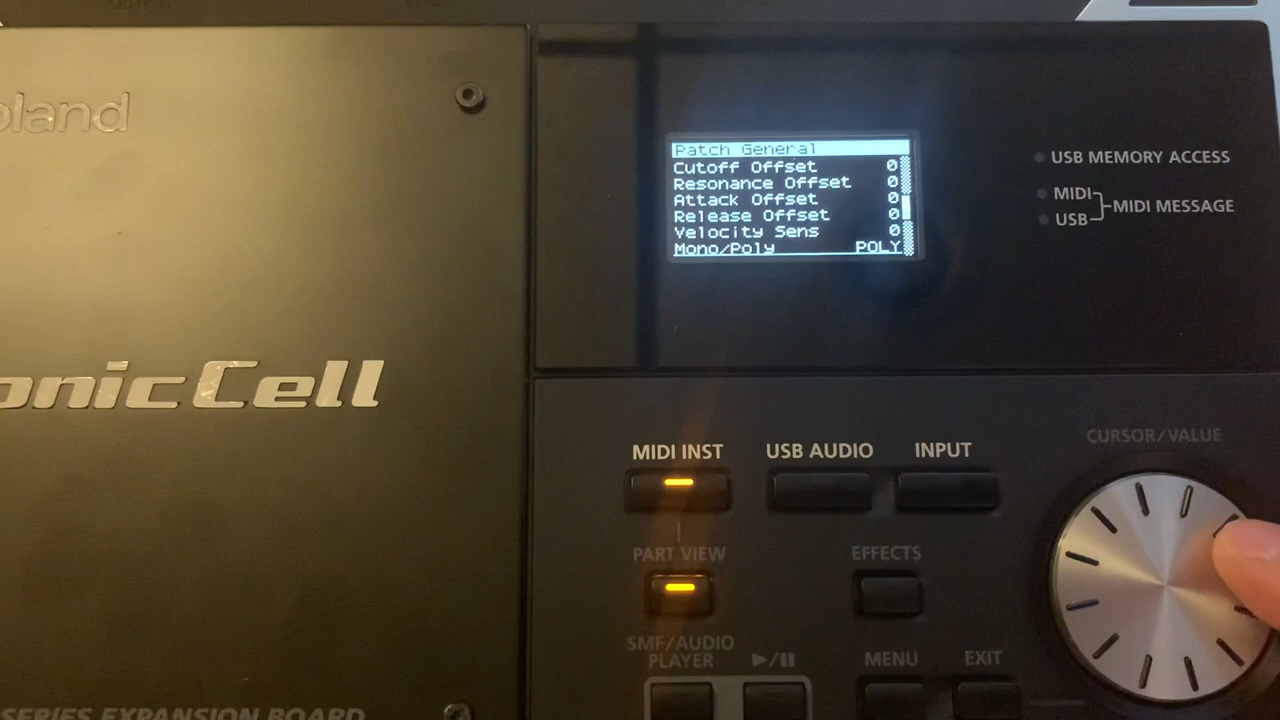 oland
Patch General
Cutoff Offset 0
Resonance Offset 0
Attack Offset 0
Release Offset 0
Velocity Sens 0
Mono/Poly POLY
USB MEMORY ACCESS
MIDI
USB
MIDI MESSAGE
onicCell
MIDI INST USB AUDIO INPUT
CURSOR/VALUE
PART VIEW EFFECTS
SMF/AUDIO
PLAYER ▶/❚❚ MENU EXIT
SERIES EXPANSION BOARD